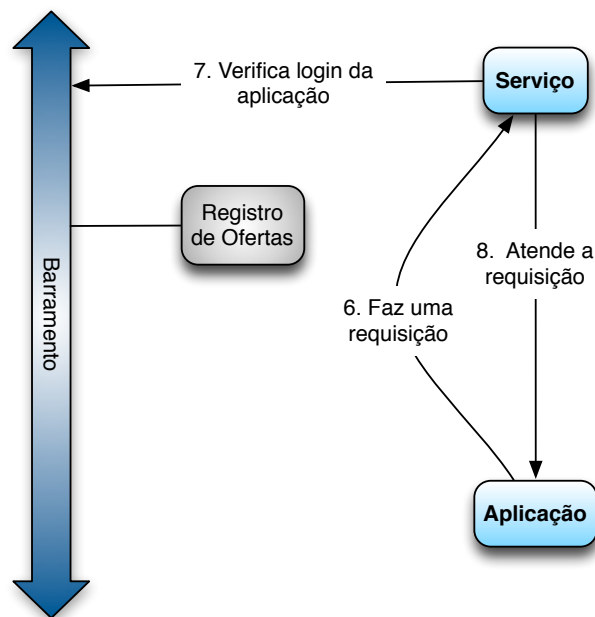 7. Verifica login da
aplicação
Serviço
Registro
de Ofertas
8. Atende a
requisição
Barramento
6. Faz uma
requisição
Aplicação